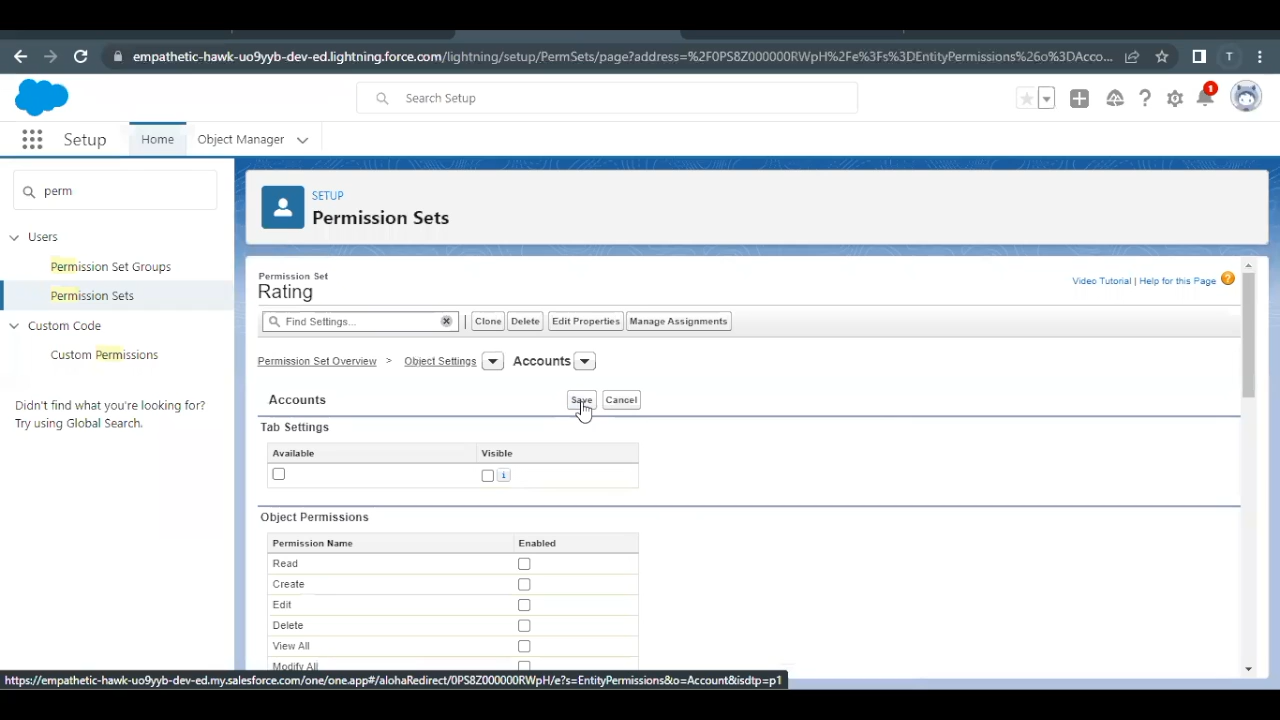 empathetic-hawk-uo9yyb-dev-ed.lightning.force.com/lightning/setup/PermSets/page?address=%2F0PS8Z000000RWpH%2Fe%3Fs%3DEntityPermissions%26o%3DAcco...
T
Search Setup
1
Setup
Home
Object Manager
perm
Users
Permission Set Groups
Permission Sets
Custom Code
Custom Permissions
Didn't find what you're looking for?
Try using Global Search.
SETUP
Permission Sets
Permission Set
Rating
Video Tutorial | Help for this Page
Find Settings... | Clone Delete Edit Properties Manage Assignments
Permission Set Overview > Object Settings Accounts
Accounts Save Cancel
Tab Settings
Available Visible
i
Object Permissions
Permission Name Enabled
Read
Create
Edit
Delete
View All
Modify All
https://empathetic-hawk-uo9yyb-dev-ed.my.salesforce.com/one/one.app#/alohaRedirect/0PS8Z000000RWpH/e?s=EntityPermissions&o=Account&isdtp=p1